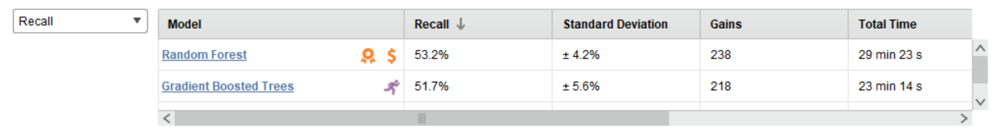 Recall
Model Recall Standard Deviation Gains Total Time
Random Forest 53.2% ± 4.2% 238 29 min 23 s
Gradient Boosted Trees 51.7% ± 5.6% 218 23 min 14 s